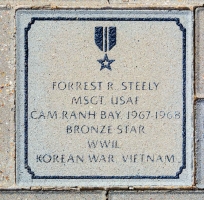 FORREST R. STEELY
MSGT. USAF
CAM RANH BAY, 1967-1968
BRONZE STAR
WWII,
KOREAN WAR, VIETNAM